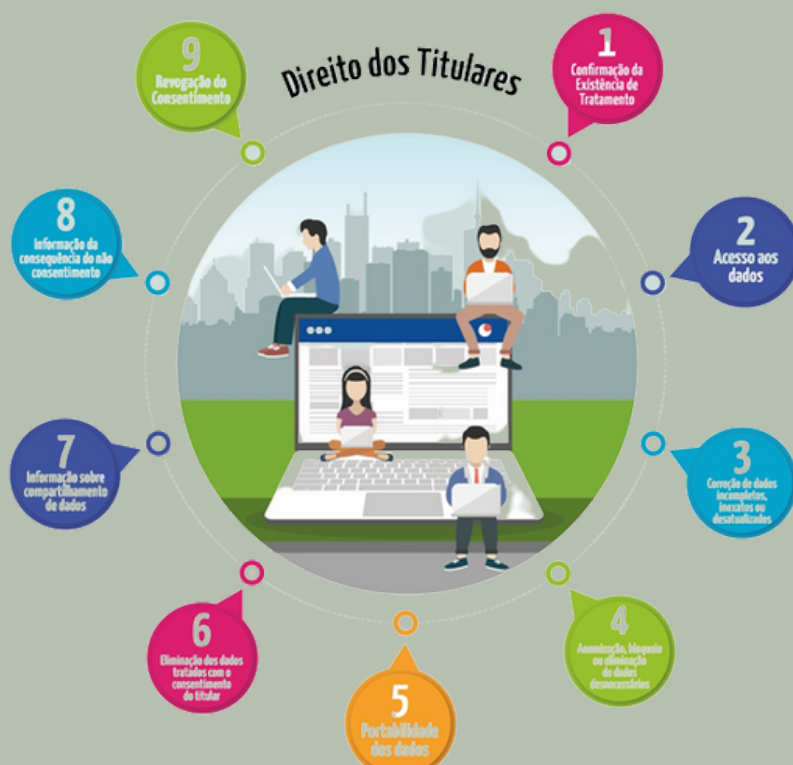 Direito dos Titulares
1
Confirmação da
Existência de
Tratamento
2
Acesso aos
dados
3
Correção de dados
incompletos,
inexatos ou
desatualizados
4
Anomização, bloqueio
ou eliminação
de dados
desnecessários
5
Portabilidade
dos dados
6
Eliminação dos dados
tratados com o
consentimento
do titular
7
Informação sobre
compartilhamento
de dados
8
Informação da
consequência do não
consentimento
9
Revogação do
Consentimento